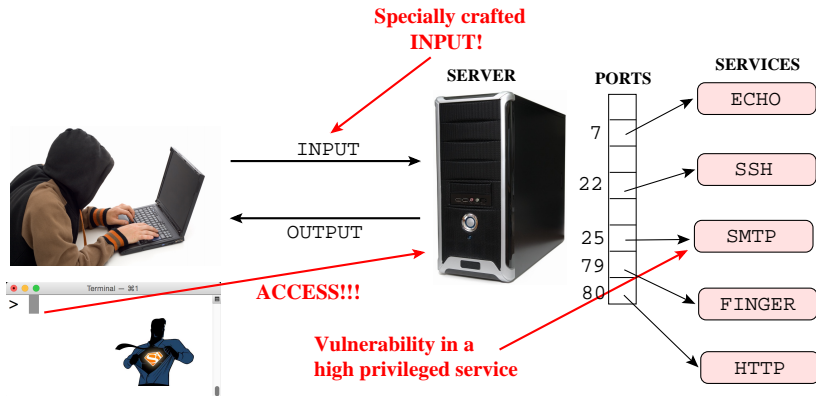 Specially crafted
INPUT!
SERVER
PORTS
SERVICES
ECHO
7
INPUT
SSH
22
OUTPUT
25
SMTP
79
Terminal — ⌘1
>
ACCESS!!!
80
FINGER
S
Vulnerability in a
high privileged service
HTTP